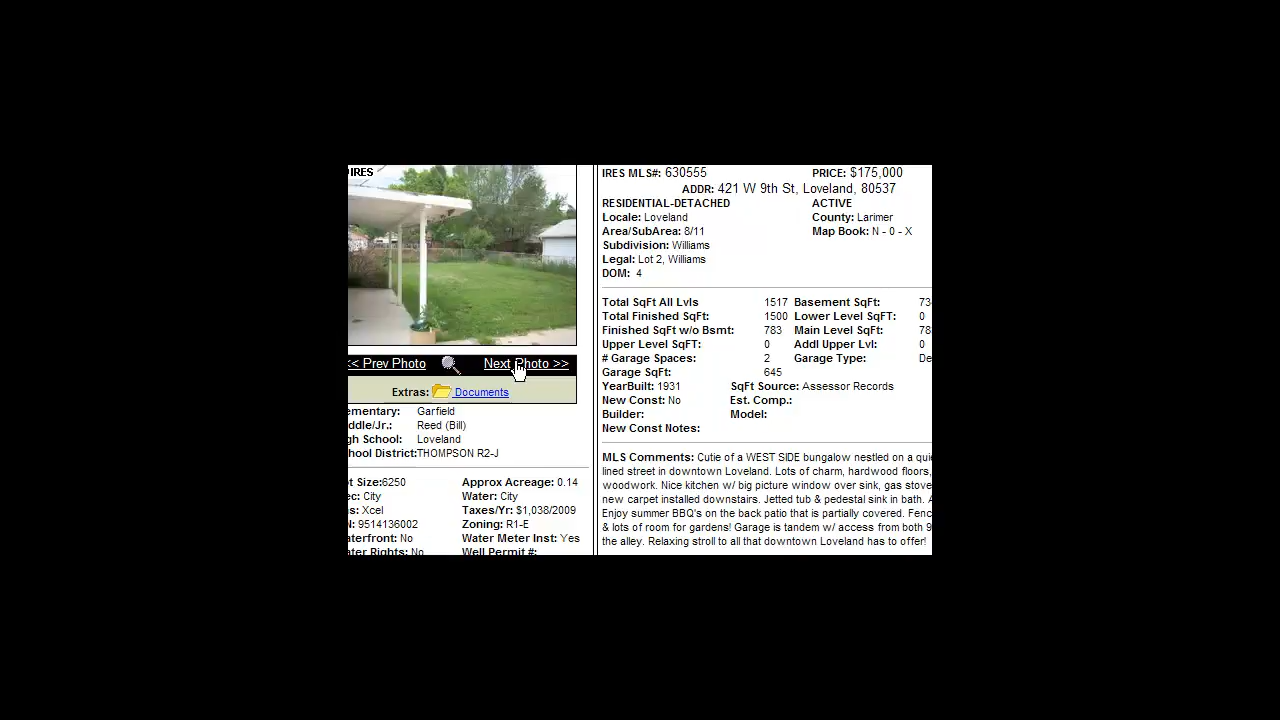 IRES
<< Prev Photo Next Photo >>
Extras: Documents
ementary: Garfield
ddle/Jr.: Reed (Bill)
gh School: Loveland
hool District:THOMPSON R2-J
t Size:6250 Approx Acreage: 0.14
ec: City Water: City
s: Xcel Taxes/Yr: $1,038/2009
N: 9514136002 Zoning: R1-E
aterfront: No Water Meter Inst: Yes
ater Rights: No Well Permit #:
IRES MLS#: 630555 PRICE: $175,000
ADDR: 421 W 9th St, Loveland, 80537
RESIDENTIAL-DETACHED ACTIVE
Locale: Loveland County: Larimer
Area/SubArea: 8/11 Map Book: N - 0 - X
Subdivision: Williams
Legal: Lot 2, Williams
DOM: 4
Total SqFt All Lvls 1517 Basement SqFt: 73
Total Finished SqFt: 1500 Lower Level SqFT: 0
Finished SqFt w/o Bsmt: 783 Main Level SqFt: 78
Upper Level SqFT: 0 Addl Upper Lvl: 0
# Garage Spaces: 2 Garage Type: De
Garage SqFt: 645
YearBuilt: 1931 SqFt Source: Assessor Records
New Const: No Est. Comp.:
Builder: Model:
New Const Notes:
MLS Comments: Cutie of a WEST SIDE bungalow nestled on a qui
lined street in downtown Loveland. Lots of charm, hardwood floors,
woodwork. Nice kitchen w/ big picture window over sink, gas stove
new carpet installed downstairs. Jetted tub & pedestal sink in bath. A
Enjoy summer BBQ's on the back patio that is partially covered. Fenc
& lots of room for gardens! Garage is tandem w/ access from both 9
the alley. Relaxing stroll to all that downtown Loveland has to offer!